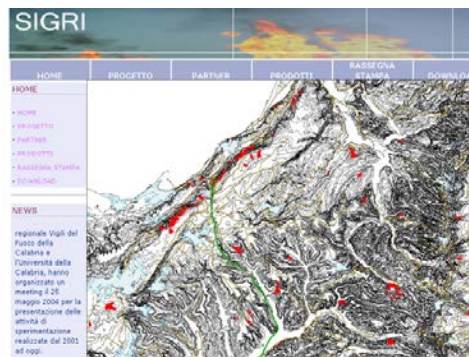 SIGRI
HOME
PROGETTO
PARTNER
PRODOTTI
RASSEGNA
STAMPA
DOWNLOA
HOME
• HOME
• PROGETTO
• PARTNER
• PRODOTTI
• RASSEGNA STAMPA
• DOWNLOAD
NEWS
regionale Vigili del
Fuoco della
Calabria e
l'Università della
Calabria, hanno
organizzato un
meeting il 25
maggio 2004 per la
presentazione delle
attività di
sperimentazione
realizzate dal 2001
ad oggi.